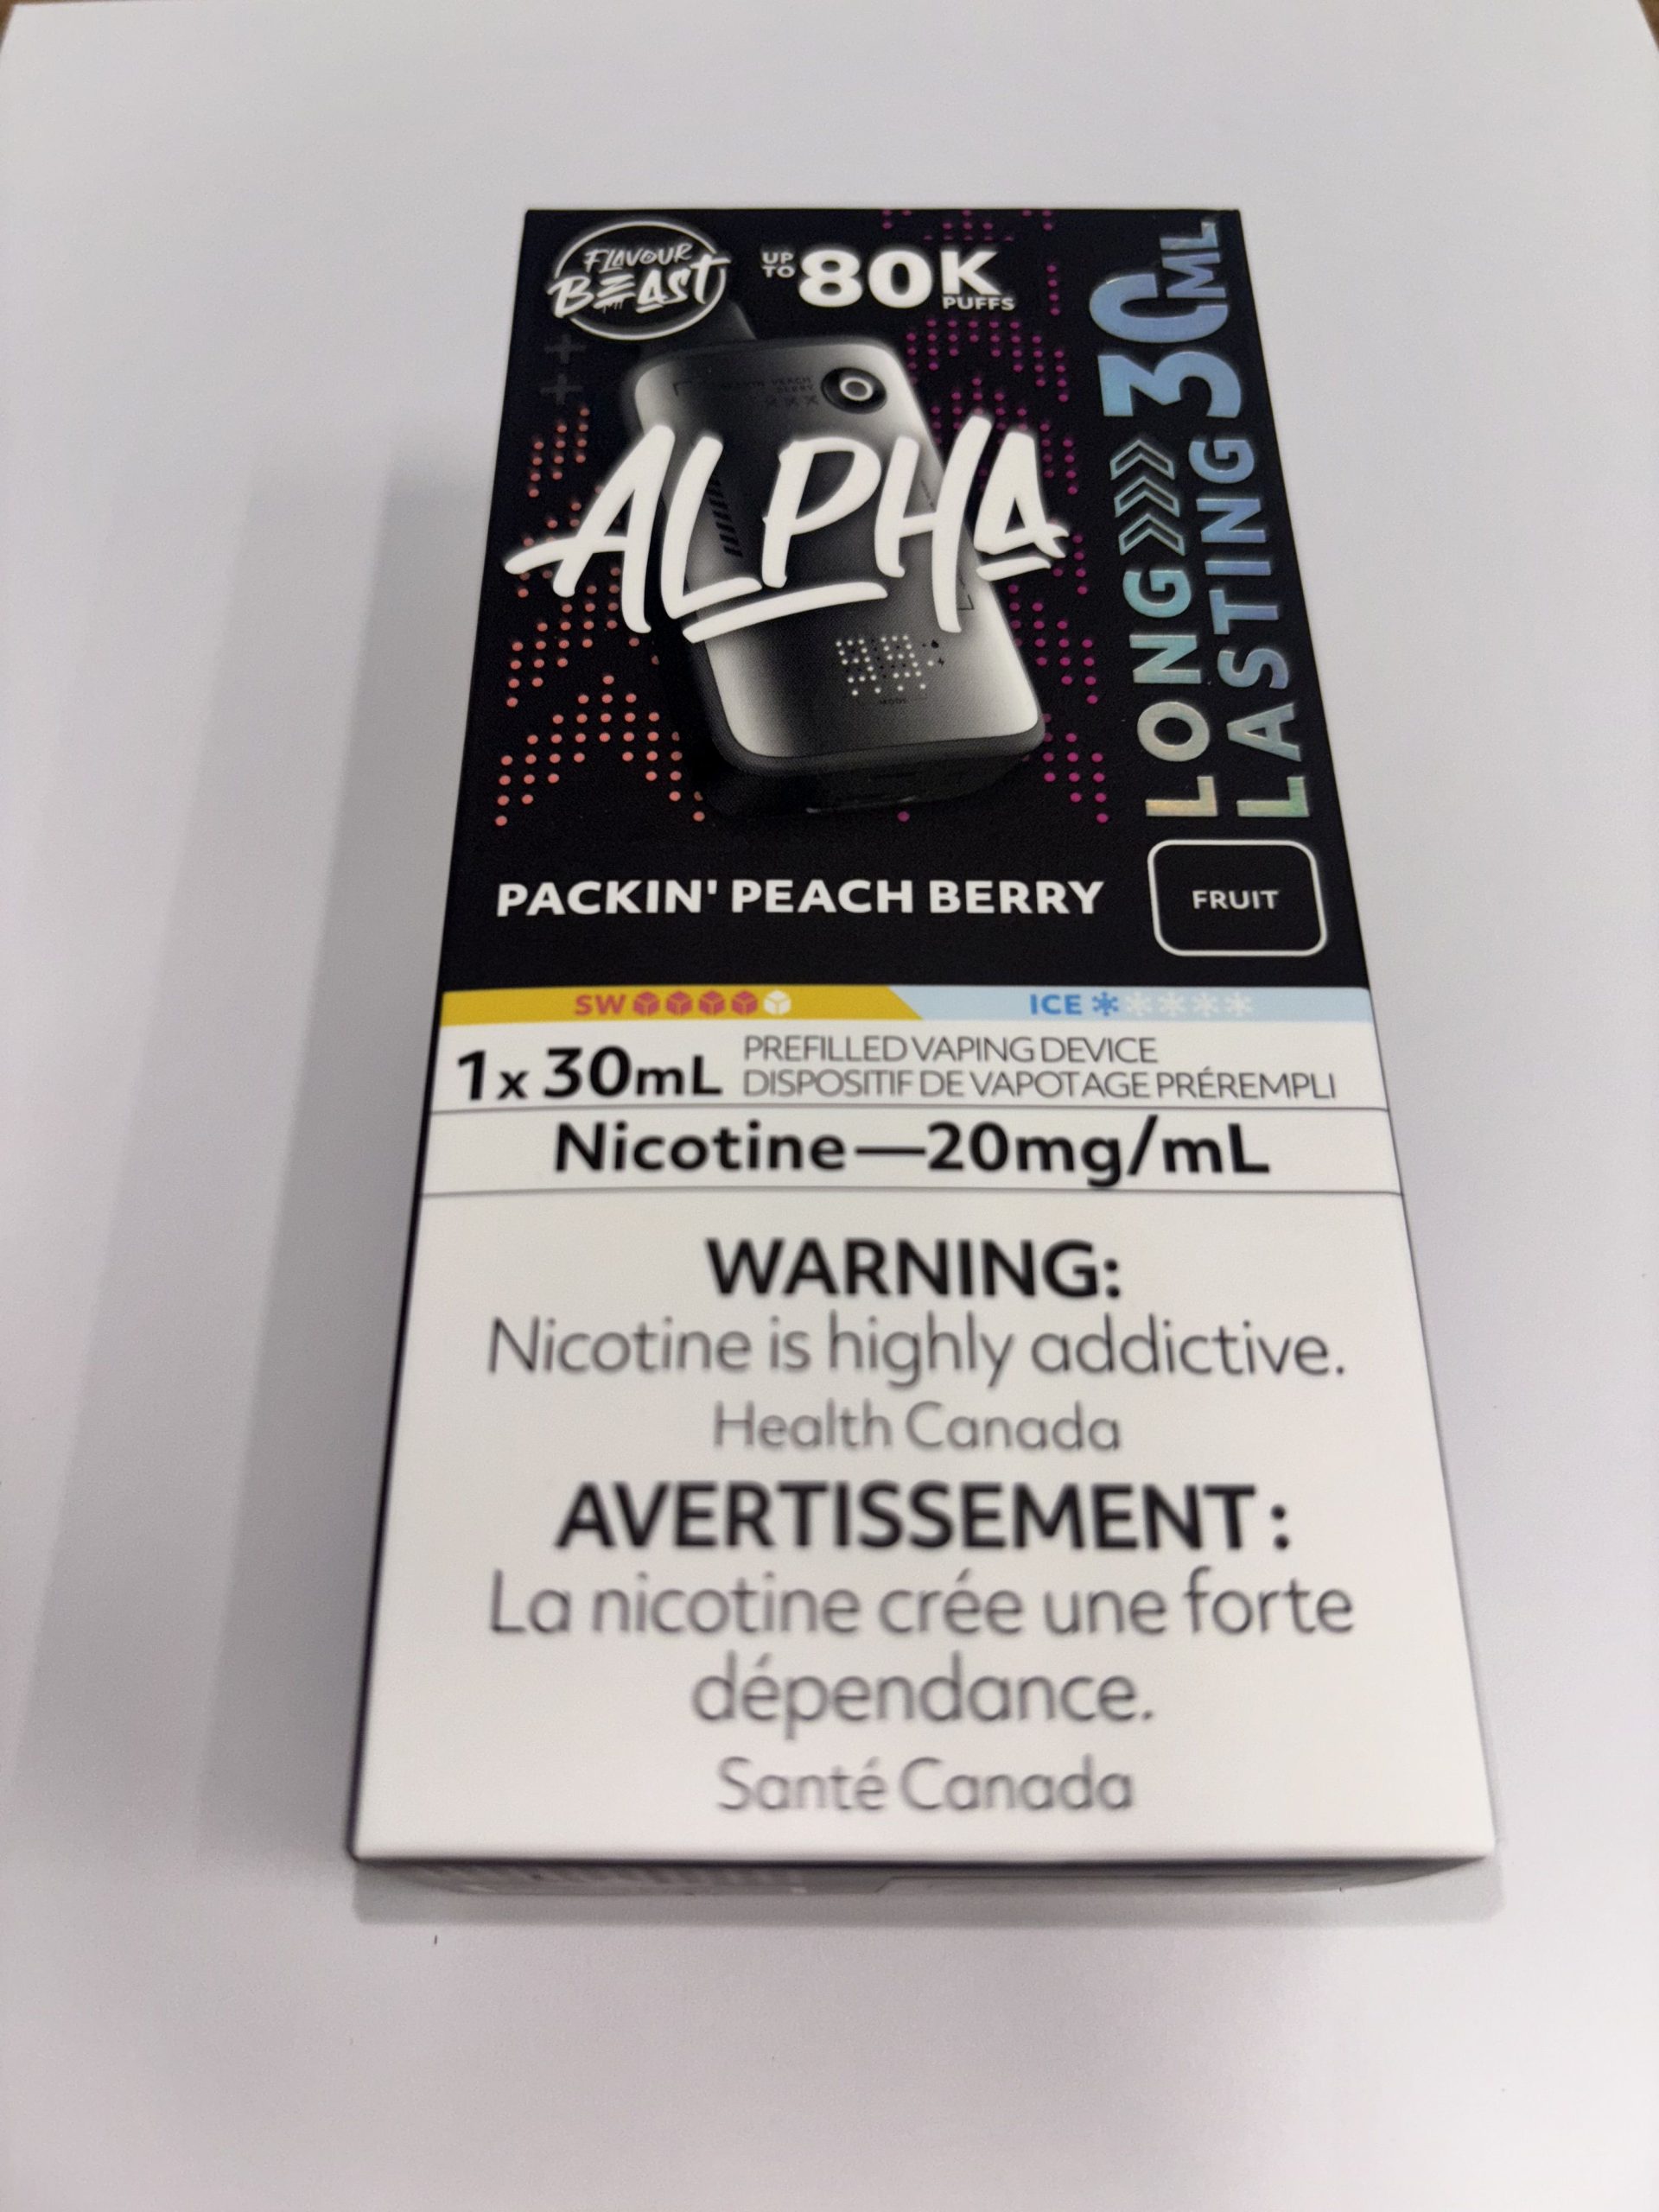 FLAVOUR
BEAST
UP
TO
80K
PUFFS
ALPHA
LONG
LASTING
30ML
PACKIN' PEACH BERRY
FRUIT
SW
ICE
1x 30mL
PREFILLED VAPING DEVICE
DISPOSITIF DE VAPOTAGE PRÉREMPLI
Nicotine—20mg/mL
WARNING:
Nicotine is highly addictive.
Health Canada
AVERTISSEMENT :
La nicotine crée une forte
dépendance.
Santé Canada